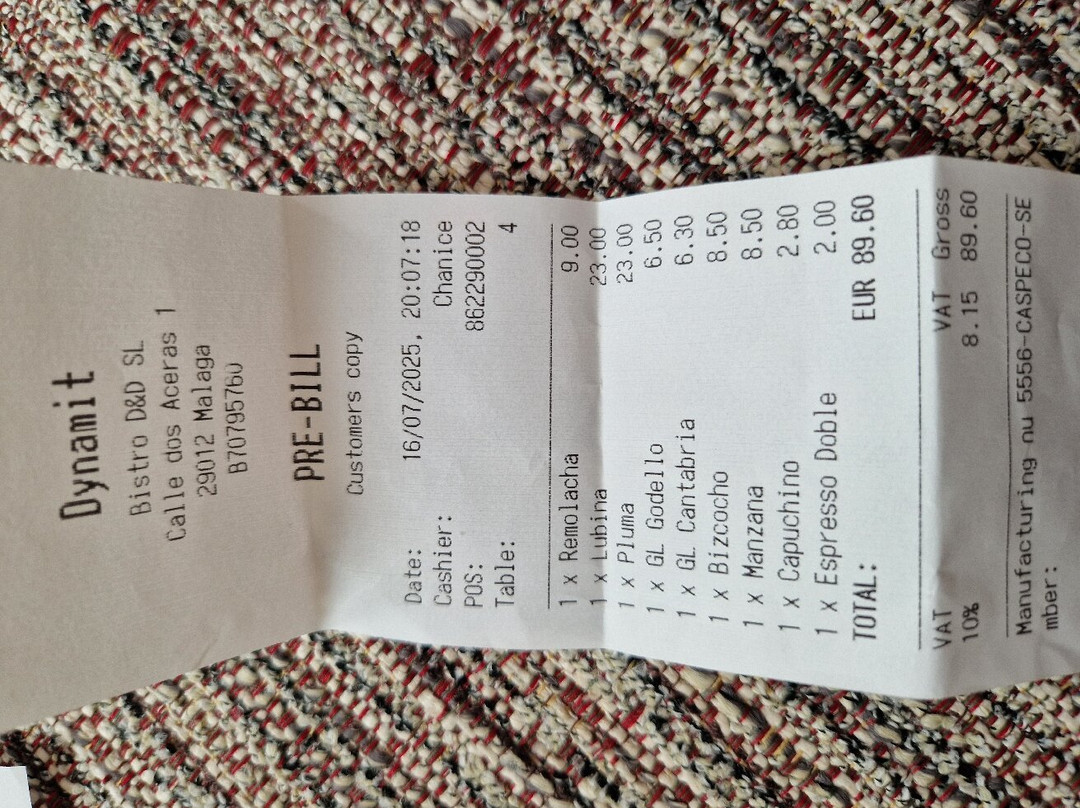 Dynamit
Bistro D&D SL
Calle dos Aceras 1
29012 Malaga
B70795760
PRE-BILL
Customers copy
Date: 16/07/2025, 20:07:18
Cashier: Chanice
POS: 862290002
Table: 4
1 x Remolacha 9.00
1 x Lubina 23.00
1 x Pluma 23.00
1 x GL Godello 6.50
1 x GL Cantabria 6.30
1 x Bizcocho 8.50
1 x Manzana 8.50
1 x Capuchino 2.80
1 x Espresso Doble 2.00
TOTAL: EUR 89.60
VAT VAT Gross
10% 8.15 89.60
Manufacturing nu 5556-CASPECO-SE
mber: